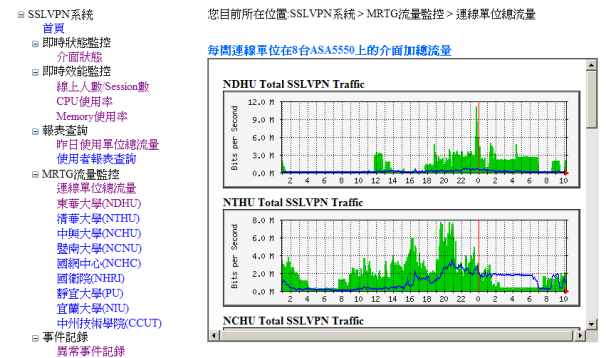 SSLVPN系統
首頁
即時狀態監控
介面狀態
即時效能監控
線上人數/Session數
CPU使用率
Memory使用率
報表查詢
昨日使用單位總流量
使用者報表查詢
MRTG流量監控
連線單位總流量
東華大學(NDHU)
清華大學(NTHU)
中興大學(NCHU)
暨南大學(NCNU)
國網中心(NCHC)
國衛院(NHRI)
靜宜大學(PU)
宜蘭大學(NIU)
中州技術學院(CCUT)
事件記錄
異常事件記錄
您目前所在位置:SSLVPN系統 > MRTG流量監控 > 連線單位總流量
每間連線單位在8台ASA5550上的介面加總流量
NDHU Total SSLVPN Traffic
Bits per Second
12.0 M
9.0 M
6.0 M
3.0 M
0.0 M
2 4 6 8 10 12 14 16 18 20 22 0 2 4 6 8 10
NTHU Total SSLVPN Traffic
Bits per Second
8.0 M
6.0 M
4.0 M
2.0 M
0.0 M
2 4 6 8 10 12 14 16 18 20 22 0 2 4 6 8 10
NCHU Total SSLVPN Traffic